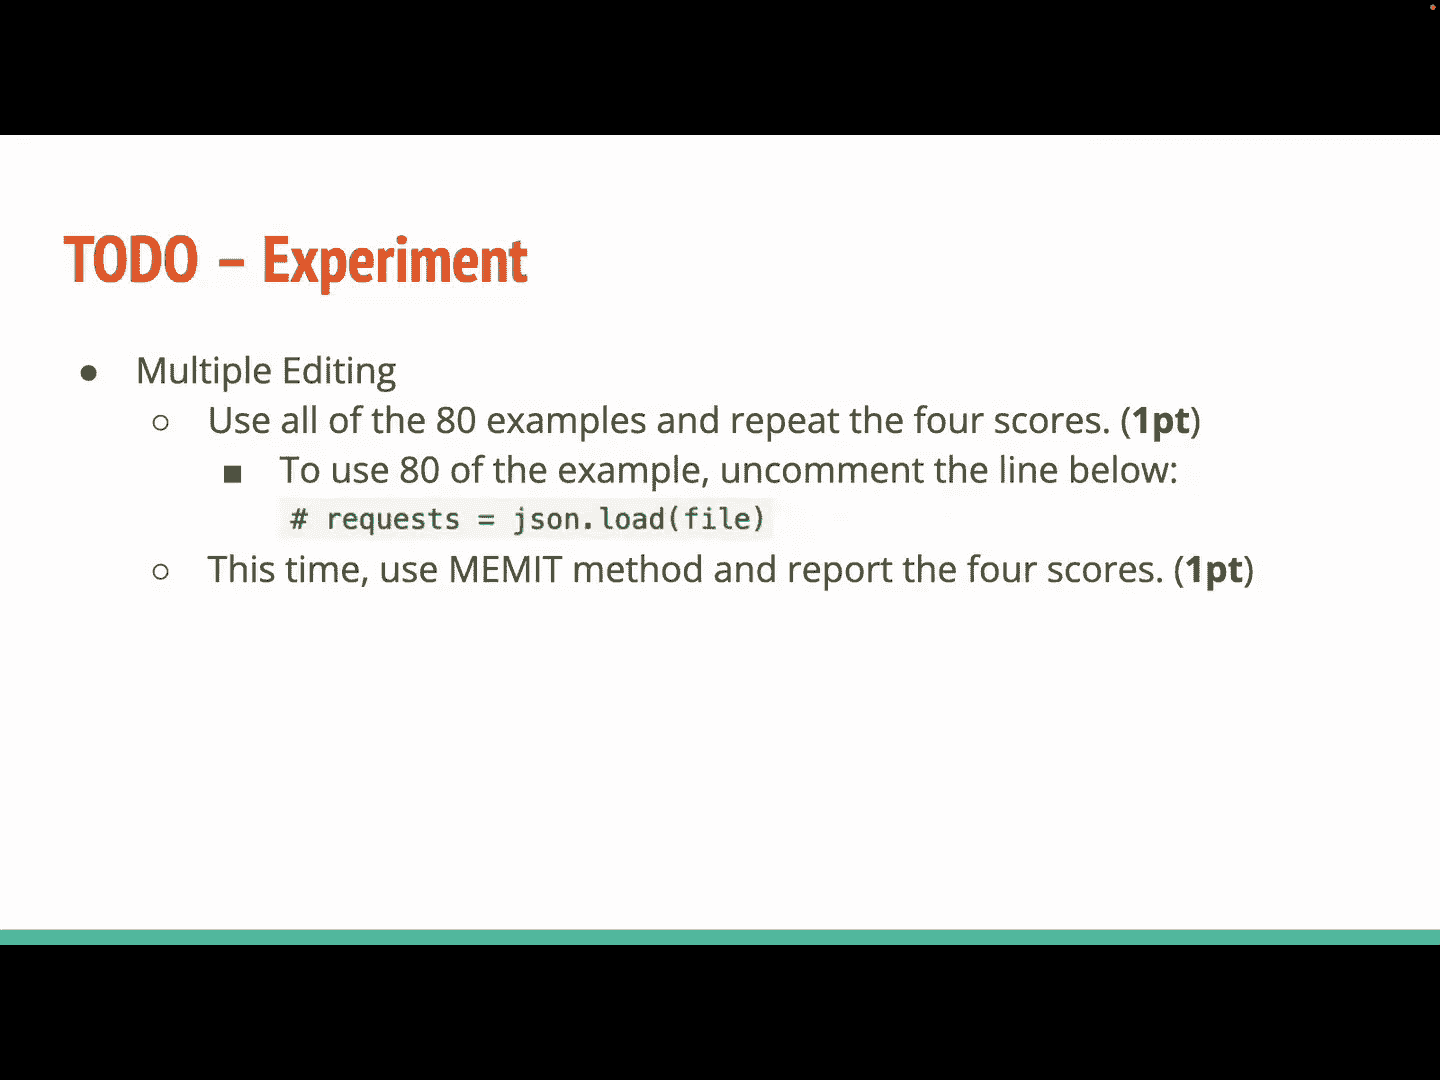 TODO – Experiment
● Multiple Editing
○ Use all of the 80 examples and repeat the four scores. (1pt)
■ To use 80 of the example, uncomment the line below:
# requests = json.load(file)
○ This time, use MEMIT method and report the four scores. (1pt)